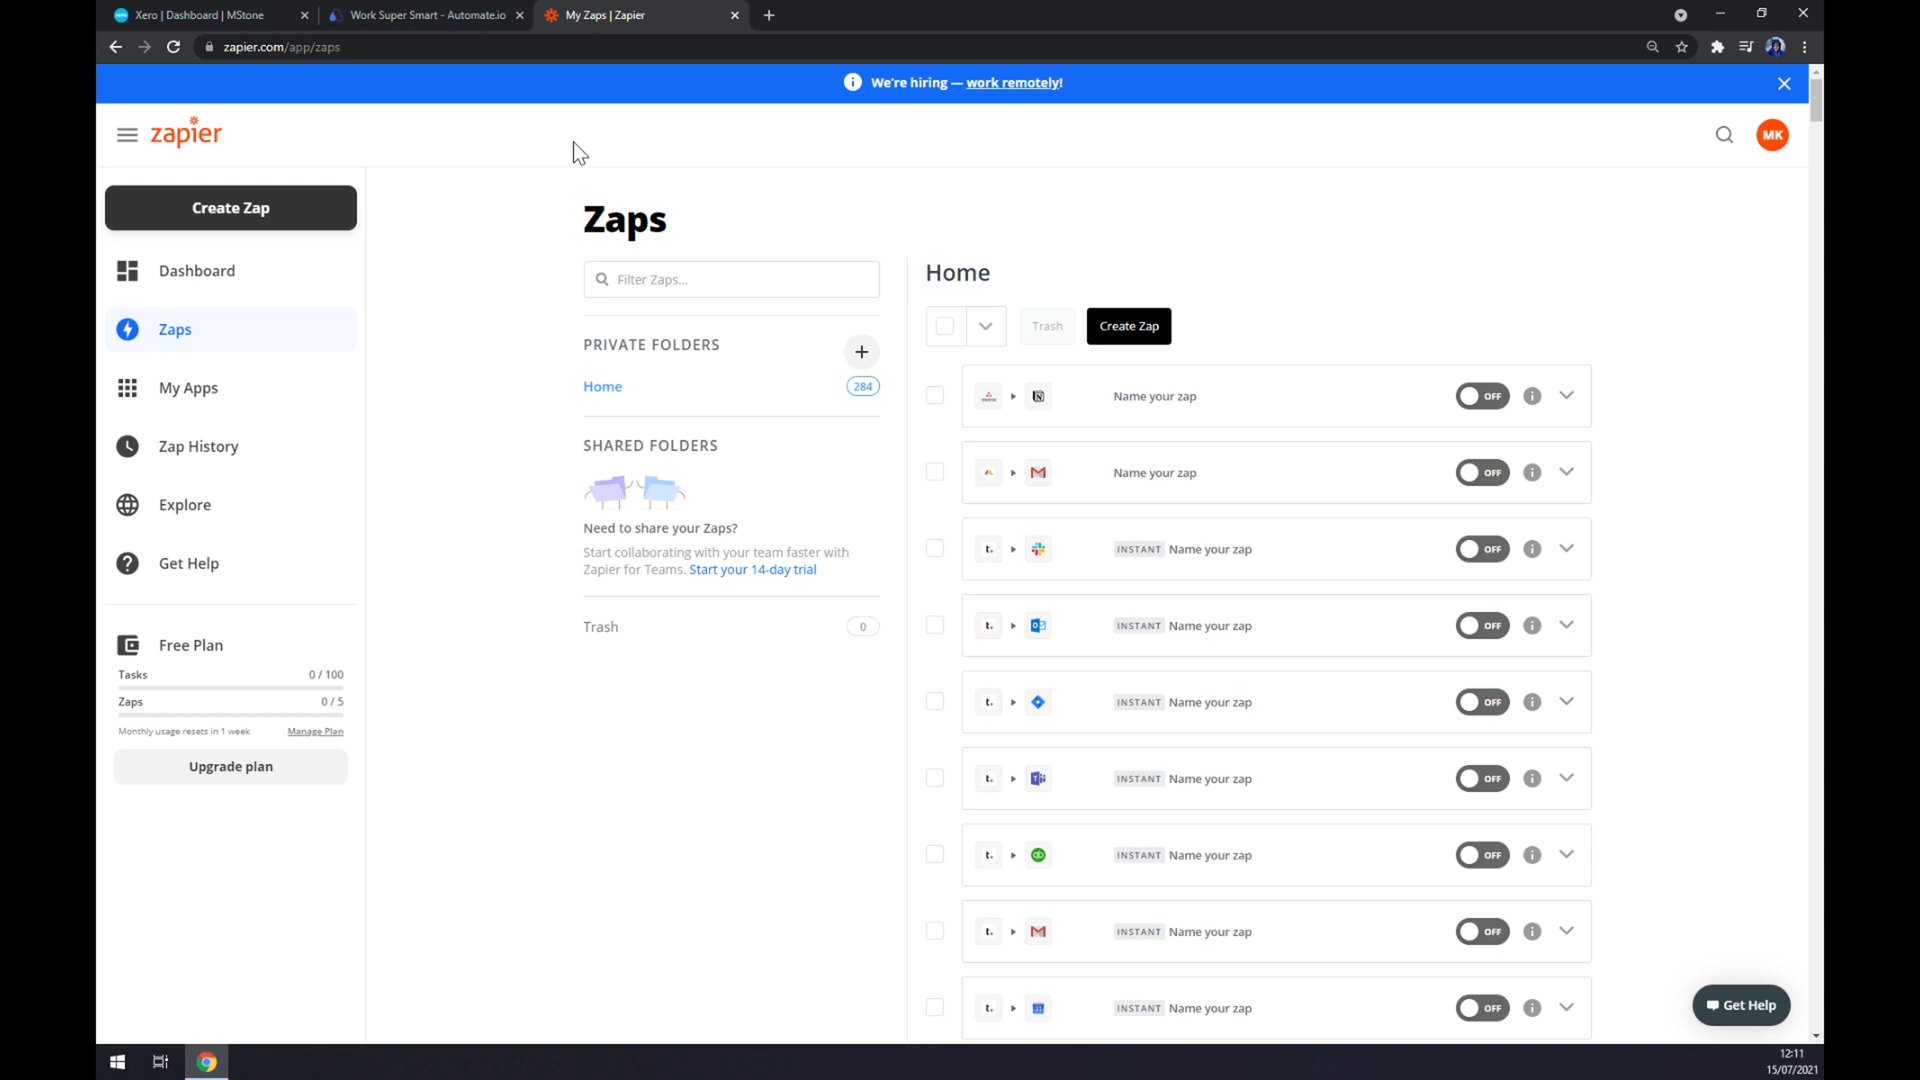 Xero | Dashboard | MStone
Work Super Smart - Automate.io
My Zaps | Zapier
zapier.com/app/zaps
We're hiring — work remotely!
zapier
MK
Create Zap
Dashboard
Zaps
My Apps
Zap History
Explore
Get Help
Free Plan
Tasks 0 / 100
Zaps 0 / 5
Monthly usage resets in 1 week Manage Plan
Upgrade plan
Zaps
Filter Zaps...
PRIVATE FOLDERS
Home 284
SHARED FOLDERS
Need to share your Zaps?
Start collaborating with your team faster with
Zapier for Teams. Start your 14-day trial
Trash 0
Home
Trash Create Zap
Name your zap OFF
Name your zap OFF
t. INSTANT Name your zap OFF
t. INSTANT Name your zap OFF
t. INSTANT Name your zap OFF
t. INSTANT Name your zap OFF
t. INSTANT Name your zap OFF
t. INSTANT Name your zap OFF
t. INSTANT Name your zap OFF
Get Help
12:11
15/07/2021